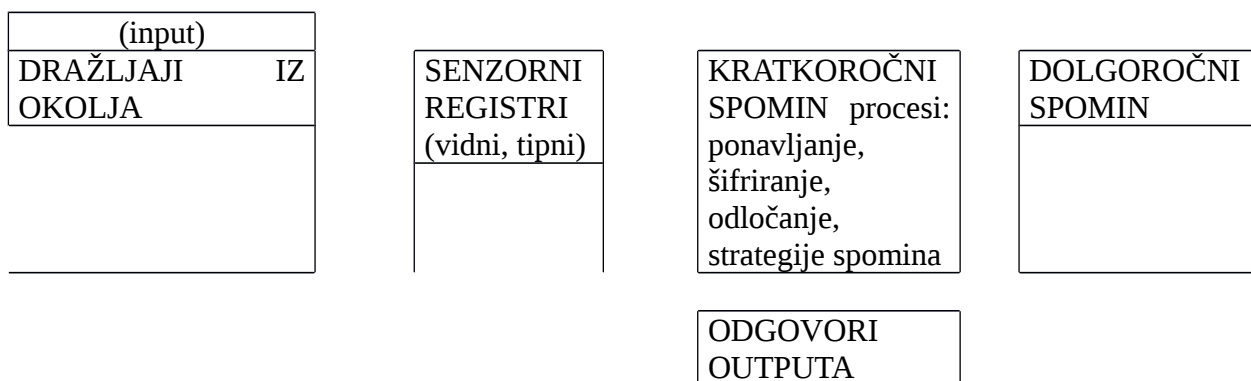 (input)
DRAŽLJAJI IZ
OKOLJA
SENZORNI
REGISTRI
(vidni, tipni)
KRATKOROČNI
SPOMIN procesi:
ponavljanje,
šifriranje,
odločanje,
strategije spomina
DOLGOROČNI
SPOMIN
ODGOVORI
OUTPUTA